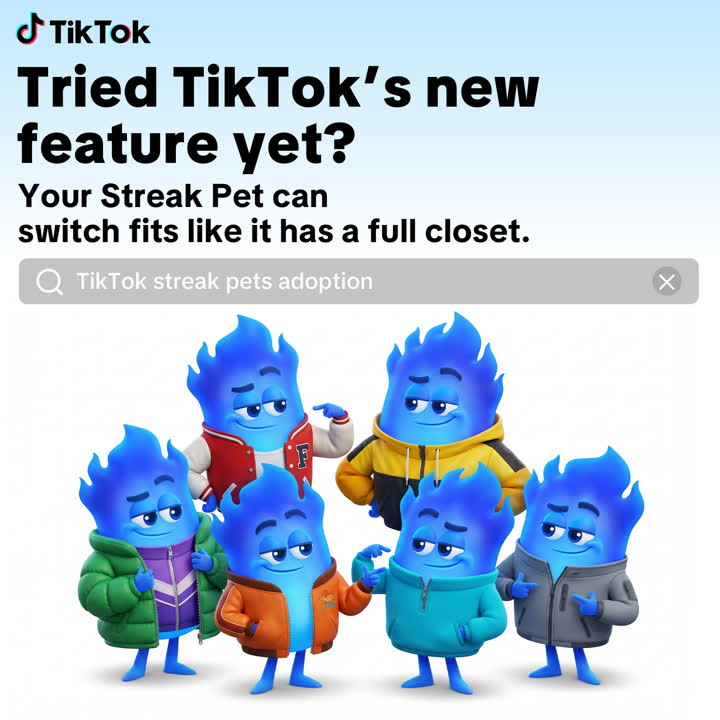 TikTok
Tried TikTok’s new
feature yet?
Your Streak Pet can
switch fits like it has a full closet.
TikTok streak pets adoption
F